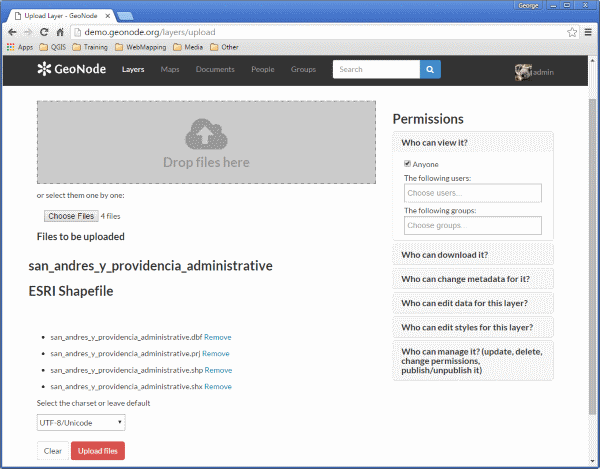 George
Upload Layer - GeoNode
demo.geonode.org/layers/upload
Apps QGIS Training WebMapping Media Other
GeoNode Layers Maps Documents People Groups Search admin
Drop files here
or select them one by one:
Choose Files 4 files
Files to be uploaded
san_andres_y_providencia_administrative
ESRI Shapefile
san_andres_y_providencia_administrative.dbf Remove
san_andres_y_providencia_administrative.prj Remove
san_andres_y_providencia_administrative.shp Remove
san_andres_y_providencia_administrative.shx Remove
Select the charset or leave default
UTF-8/Unicode
Clear Upload files
Permissions
Who can view it?
Anyone
The following users:
Choose users...
The following groups:
Choose groups...
Who can download it?
Who can change metadata for it?
Who can edit data for this layer?
Who can edit styles for this layer?
Who can manage it? (update, delete,
change permissions,
publish/unpublish it)